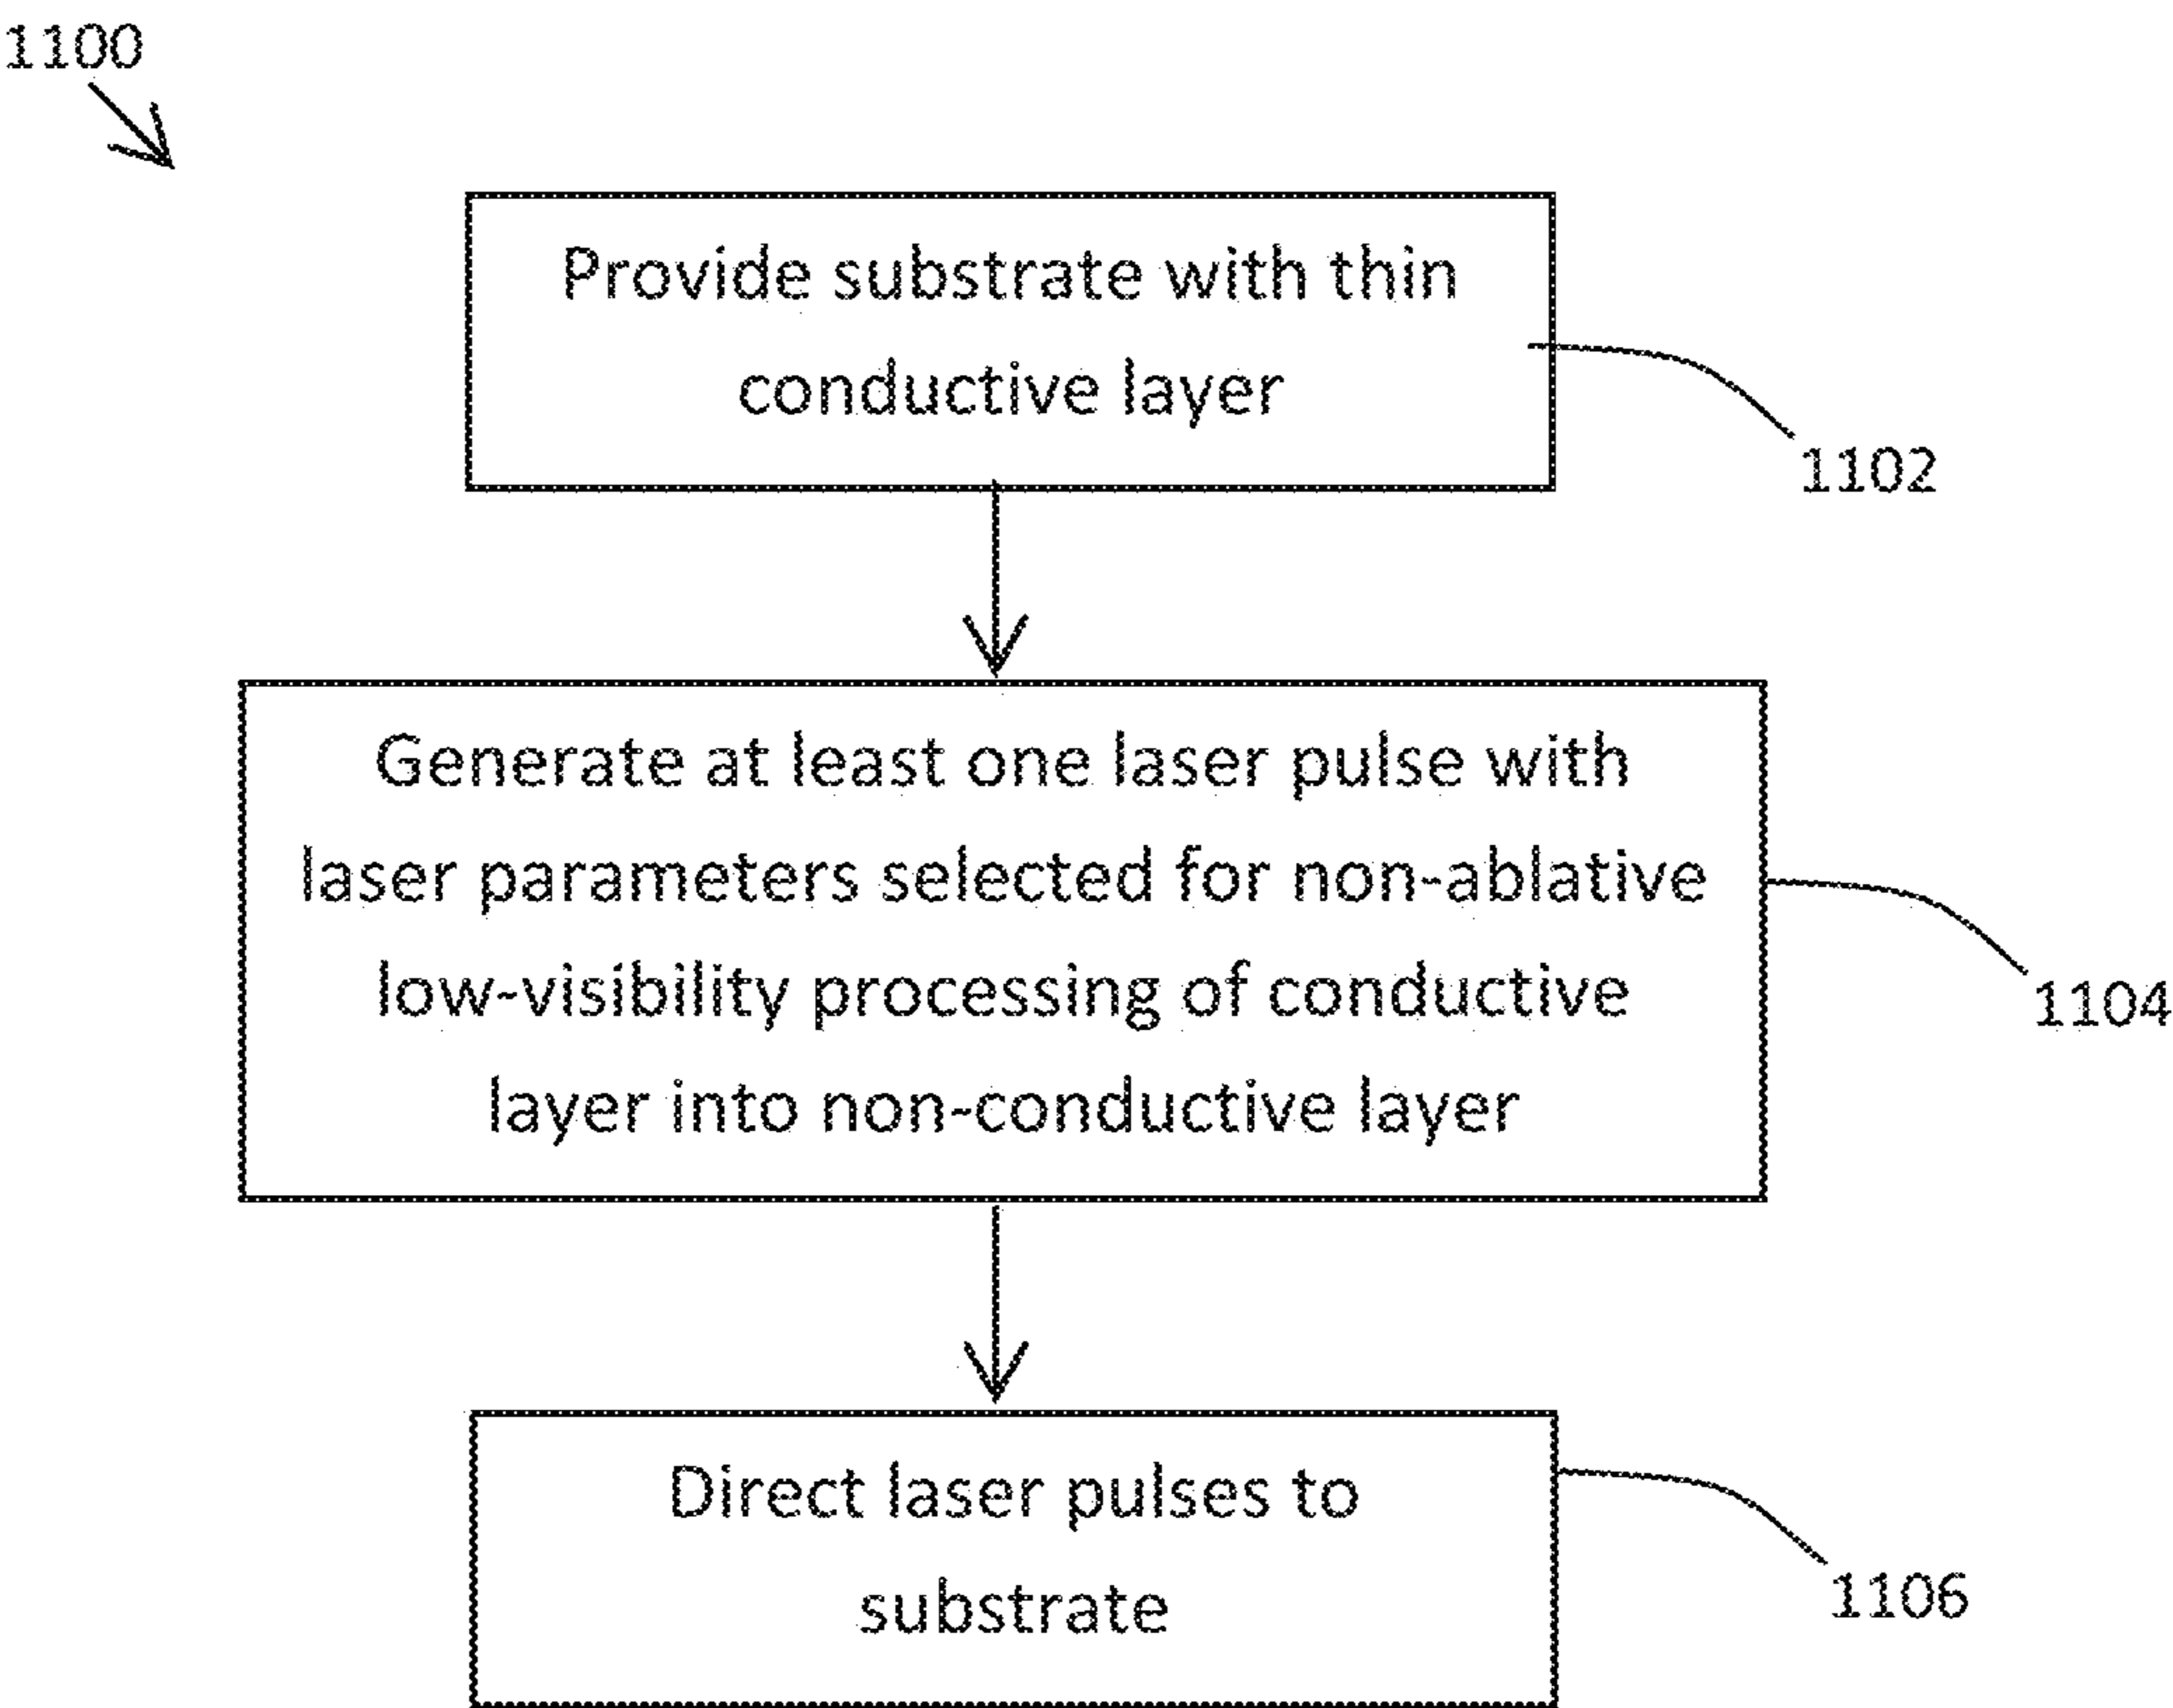 1100
Provide substrate with thin
conductive layer
1102
Generate at least one laser pulse with
laser parameters selected for non-ablative
low-visibility processing of conductive
layer into non-conductive layer
1104
Direct laser pulses to
substrate
1106